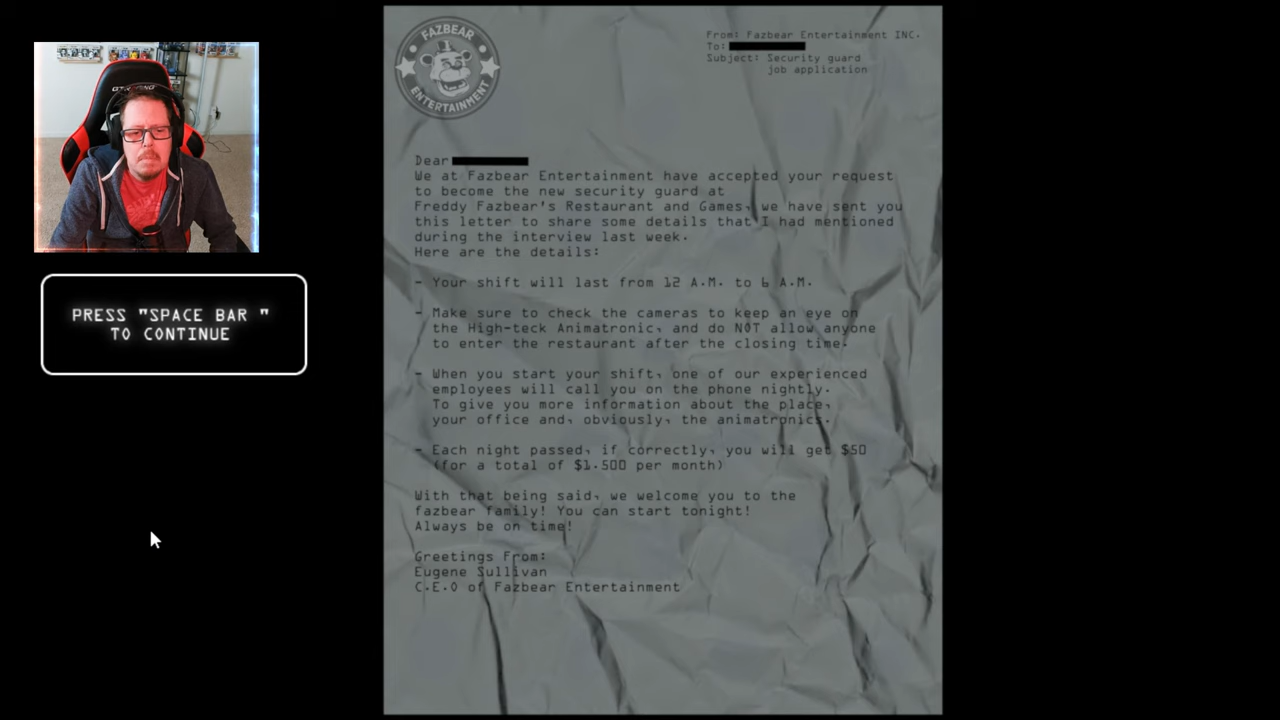 FAZBEAR
ENTERTAINMENT
From: Fazbear Entertainment INC.
To:
Subject: Security guard
job application
Dear
We at Fazbear Entertainment have accepted your request
to become the new security guard at
Freddy Fazbear's Restaurant and Games, we have sent you
this letter to share some details that I had mentioned
during the interview last week.
Here are the details:
- Your shift will last from 12 A.M. to 6 A.M.
- Make sure to check the cameras to keep an eye on
the High-teck Animatronic, and do NOT allow anyone
to enter the restaurant after the closing time.
- When you start your shift, one of our experienced
employees will call you on the phone nightly.
To give you more information about the place,
your office and, obviously, the animatronics.
- Each night passed, if correctly, you will get $50
(for a total of $1.500 per month)
With that being said, we welcome you to the
fazbear family! You can start tonight!
Always be on time!
Greetings From:
Eugene Sullivan
C.E.O of Fazbear Entertainment
PRESS "SPACE BAR "
TO CONTINUE